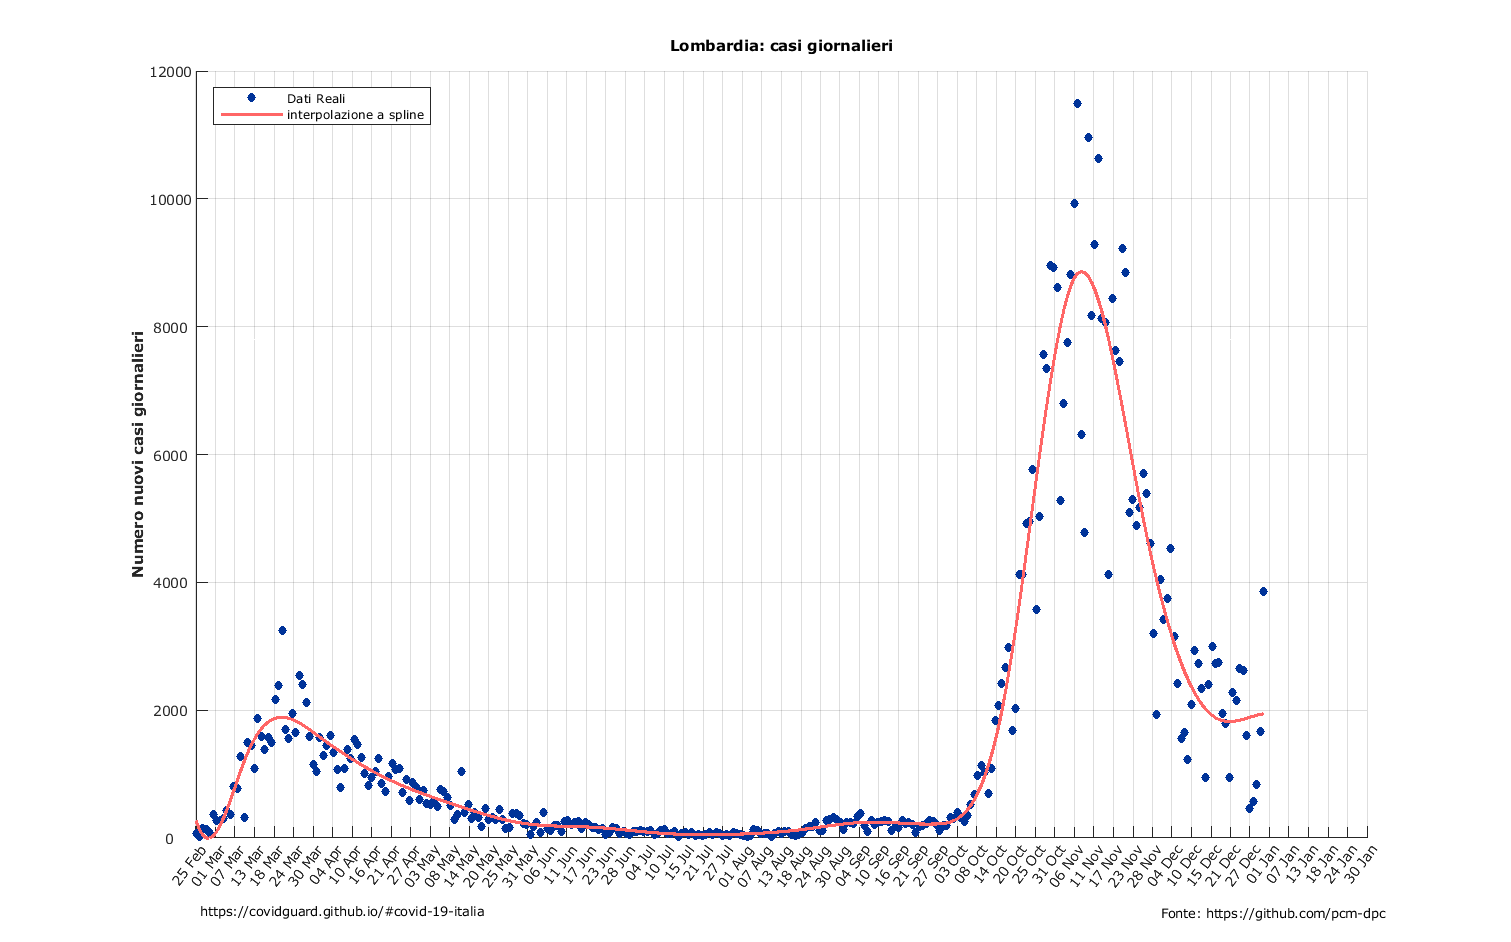 Lombardia: casi giornalieri
12000
10000
8000
6000
4000
2000
0
Numero nuovi casi giornalieri
Dati Reali
interpolazione a spline
25 Feb
01 Mar
07 Mar
13 Mar
18 Mar
24 Mar
30 Mar
04 Apr
10 Apr
16 Apr
21 Apr
27 Apr
03 May
08 May
14 May
20 May
25 May
31 May
06 Jun
11 Jun
17 Jun
23 Jun
28 Jun
04 Jul
10 Jul
15 Jul
21 Jul
27 Jul
01 Aug
07 Aug
13 Aug
18 Aug
24 Aug
30 Aug
04 Sep
10 Sep
16 Sep
21 Sep
27 Sep
03 Oct
08 Oct
14 Oct
20 Oct
25 Oct
31 Oct
06 Nov
11 Nov
17 Nov
23 Nov
28 Nov
04 Dec
10 Dec
15 Dec
21 Dec
27 Dec
01 Jan
07 Jan
13 Jan
18 Jan
24 Jan
30 Jan
https://covidguard.github.io/#covid-19-italia
Fonte: https://github.com/pcm-dpc